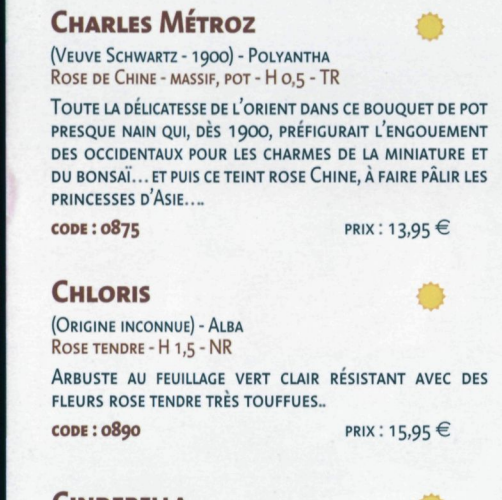 Charles Métroz
(Veuve Schwartz - 1900) - Polyantha
Rose de Chine - massif, pot - H 0,5 - TR
Toute la délicatesse de l'orient dans ce bouquet de pot
presque nain qui, dès 1900, préfigurait l'engouement
des occidentaux pour les charmes de la miniature et
du bonsaï... et puis ce teint rose Chine, à faire pâlir les
princesses d'Asie....
code : 0875 prix : 13,95 €
Chloris
(Origine inconnue) - Alba
Rose tendre - H 1,5 - NR
Arbuste au feuillage vert clair résistant avec des
fleurs rose tendre très touffues..
code : 0890 prix : 15,95 €